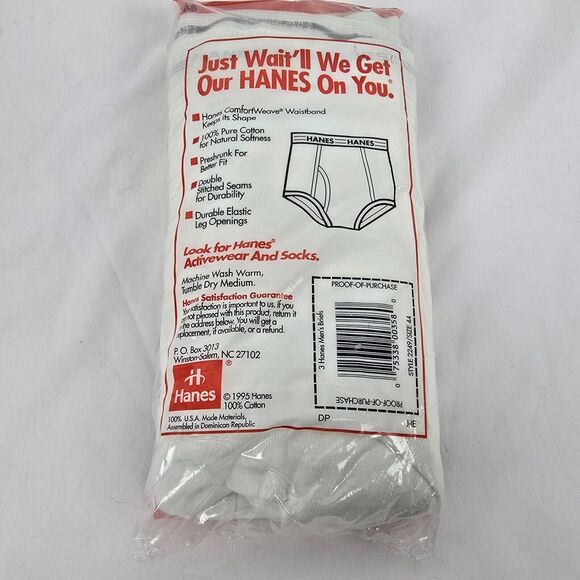 Just Wait'll We Get
Our HANES On You.®
Hanes ComfortWeave® Waistband
Keeps Its Shape
100% Pure Cotton
for Natural Softness
Preshrunk For
Better Fit
Double
Stitched Seams
for Durability
Durable Elastic
Leg Openings
HANES HANES
Look for Hanes®
Activewear And Socks.
Machine Wash Warm,
Tumble Dry Medium.
Hanes Satisfaction Guarantee
Your satisfaction is important to us. If you
are not pleased with this product, return it
to the address below. You will get a
replacement, if available, or a refund.
P.O. Box 3013
Winston-Salem, NC 27102
H
Hanes
®
© 1995 Hanes
100% Cotton
100% U.S.A. Made Materials,
Assembled in Dominican Republic
PROOF-OF-PURCHASE
3 Hanes Men's Briefs
0 75338 00358 0
STYLE 2249/SIZE 44
PROOF-OF-PURCHASE
DP
HE